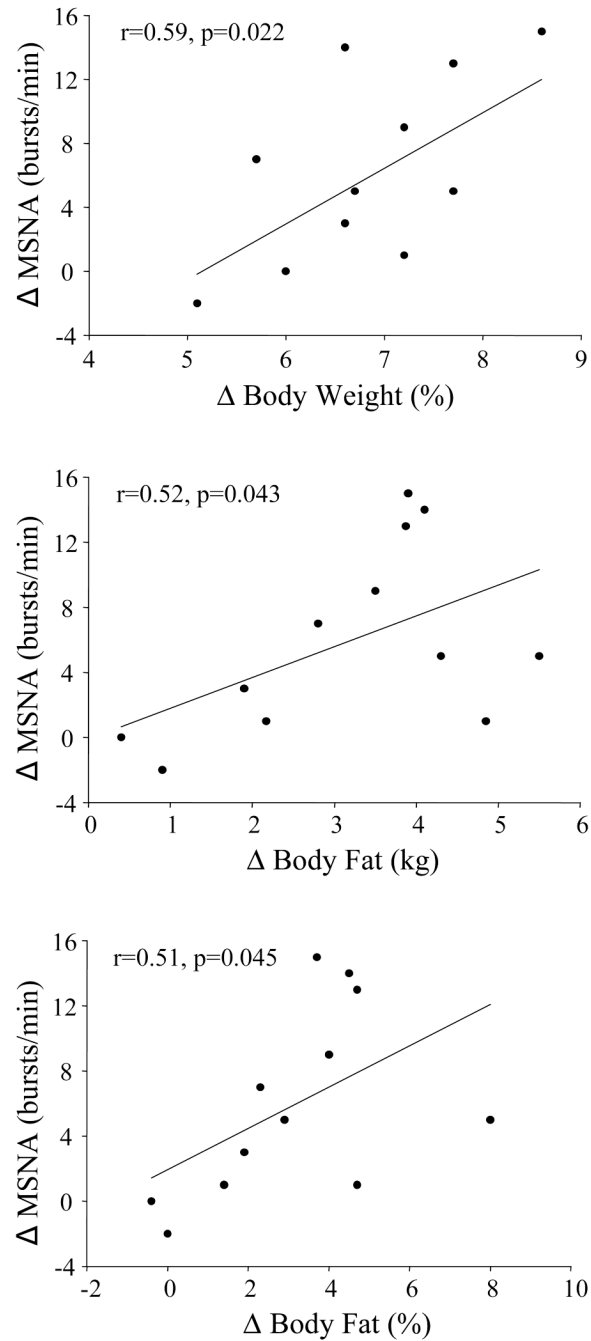 r=0.59, p=0.022
Δ MSNA (bursts/min)
16
12
8
4
0
-4
4 5 6 7 8 9
Δ Body Weight (%)
r=0.52, p=0.043
Δ MSNA (bursts/min)
16
12
8
4
0
-4
0 1 2 3 4 5 6
Δ Body Fat (kg)
r=0.51, p=0.045
Δ MSNA (bursts/min)
16
12
8
4
0
-4
-2 0 2 4 6 8 10
Δ Body Fat (%)